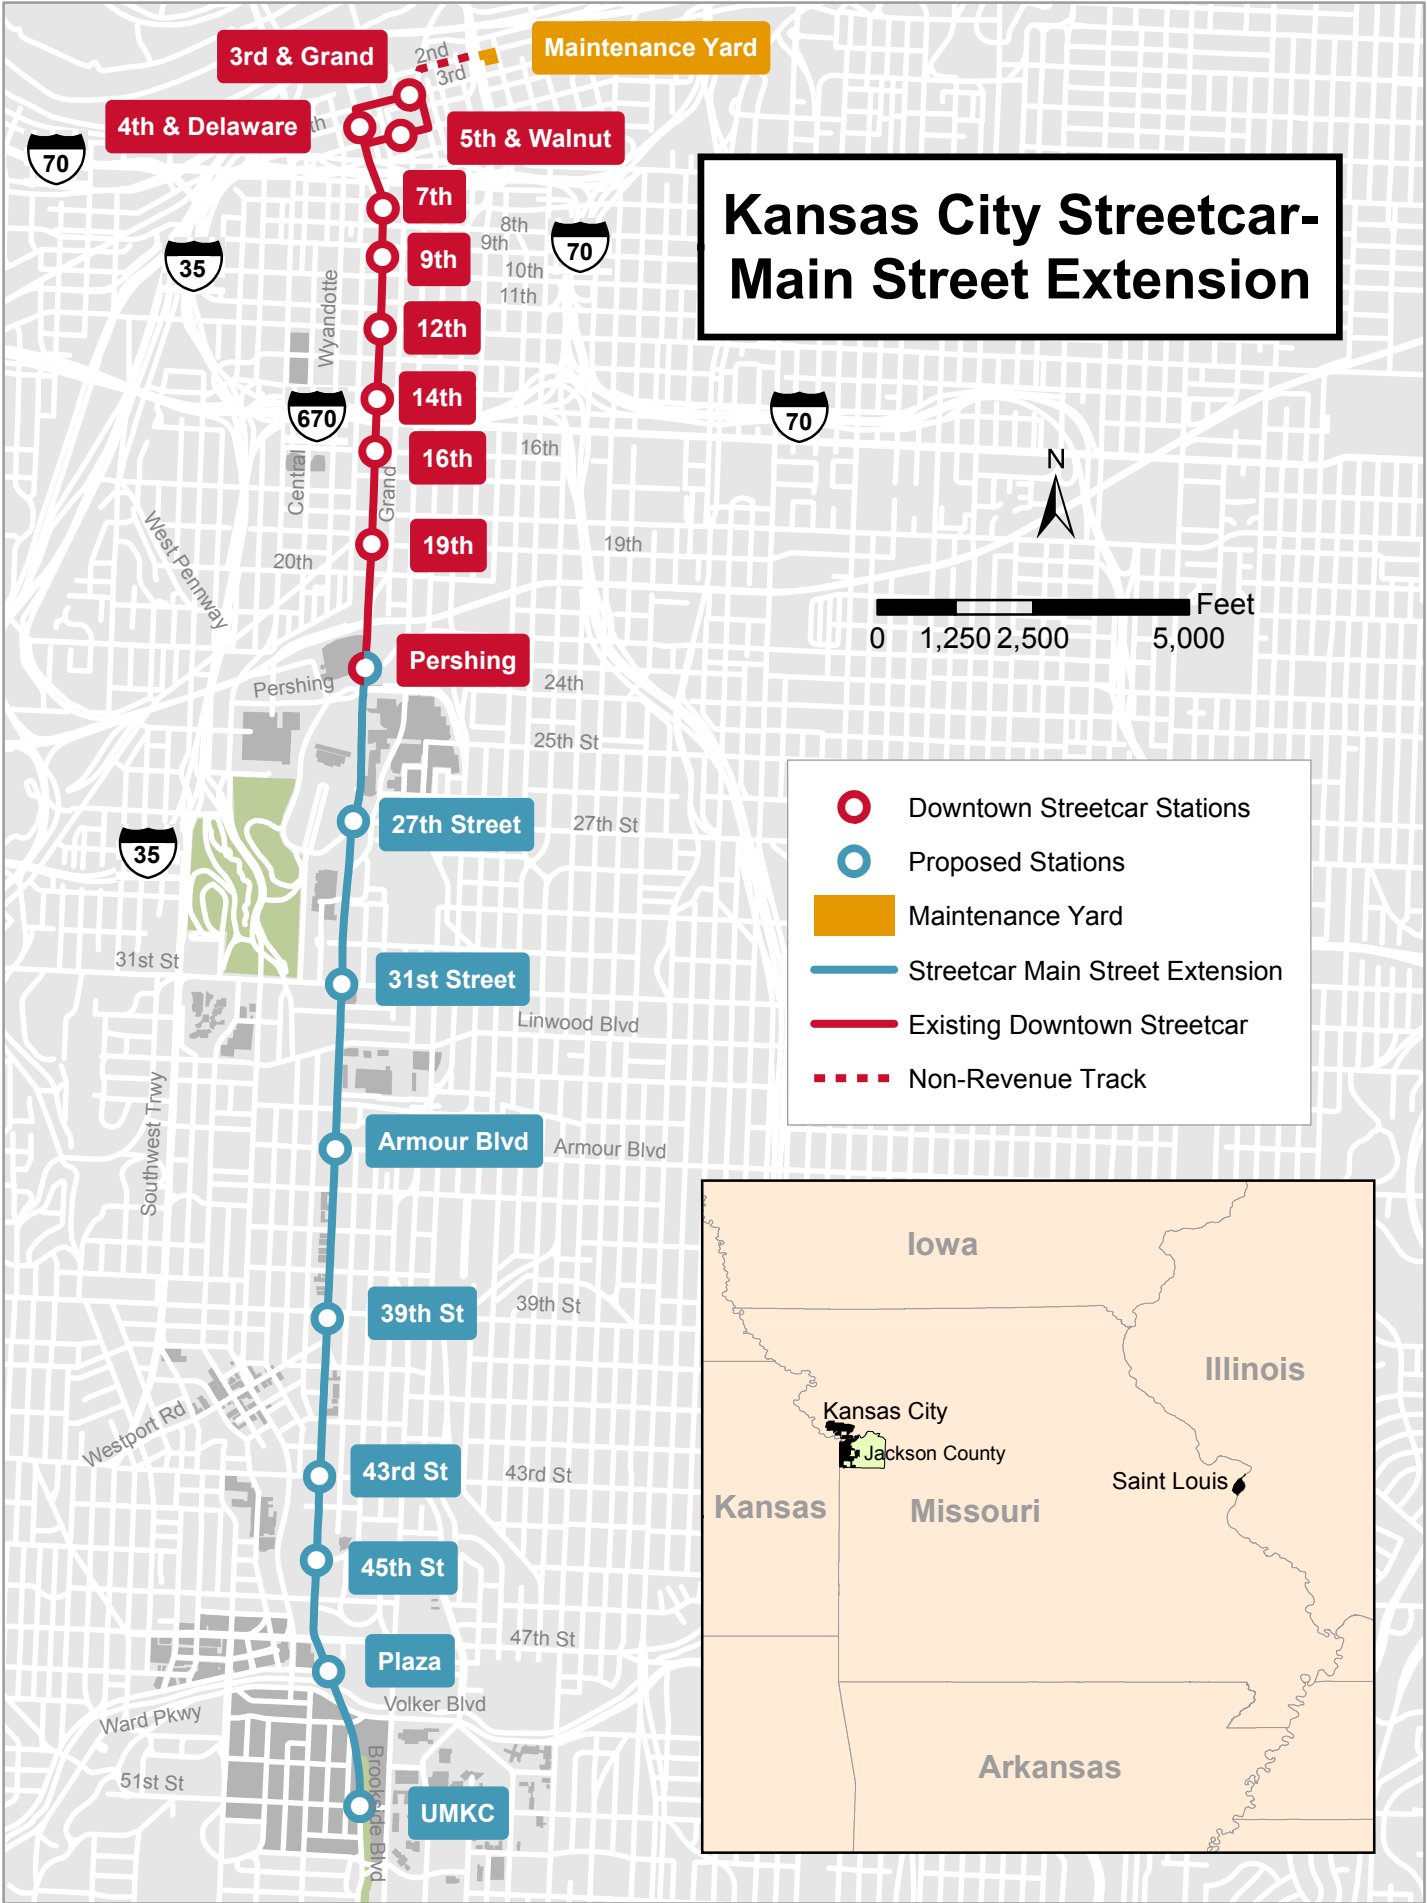 3rd & Grand
2nd
3rd
Maintenance Yard
4th & Delaware
th
5th & Walnut
70
7th
Kansas City Streetcar-
Main Street Extension
8th
9th
70
35
9th
10th
11th
Wyandotte
12th
14th
670
70
16th
16th
N
Central
Grand
West Pennway
19th
19th
20th
Feet
0 1,250 2,500 5,000
Pershing
Pershing
24th
25th St
27th Street
27th St
35
Downtown Streetcar Stations
Proposed Stations
Maintenance Yard
Streetcar Main Street Extension
Existing Downtown Streetcar
Non-Revenue Track
31st St
31st Street
Linwood Blvd
Southwest Trwy
Armour Blvd
Armour Blvd
39th St
39th St
Westport Rd
43rd St
43rd St
45th St
47th St
Plaza
Volker Blvd
Ward Pkwy
51st St
Brookside Blvd
UMKC
Iowa
Illinois
Kansas City
Jackson County
Saint Louis
Kansas
Missouri
Arkansas